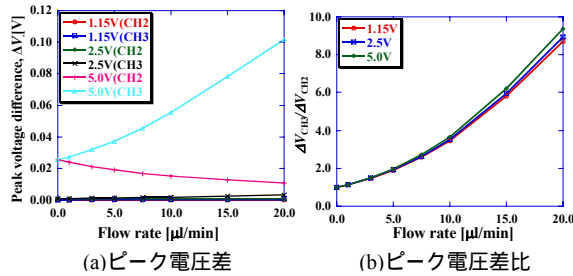 Peak voltage difference, ΔVi[V]
0.12
0.10
0.08
0.06
0.04
0.02
0.00
1.15V(CH2
1.15V(CH3
2.5V(CH2
2.5V(CH3
5.0V(CH2
5.0V(CH3
0.0 5.0 10.0 15.0 20.0
Flow rate [μl/min]
(a)ピーク電圧差
ΔVCH3/ΔVCH2
10.0
8.0
6.0
4.0
2.0
0.0
1.15V
2.5V
5.0V
0.0 5.0 10.0 15.0 20.0
Flow rate [μl/min]
(b)ピーク電圧差比